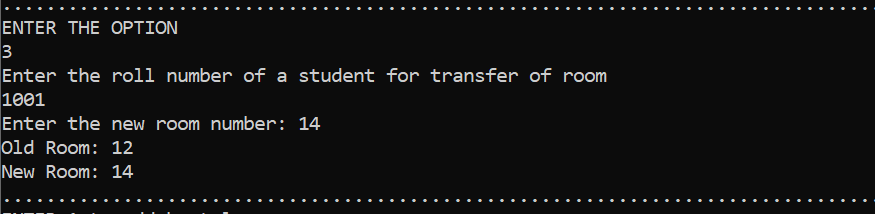 ................................................................................
ENTER THE OPTION
3
Enter the roll number of a student for transfer of room
1001
Enter the new room number: 14
Old Room: 12
New Room: 14
................................................................................